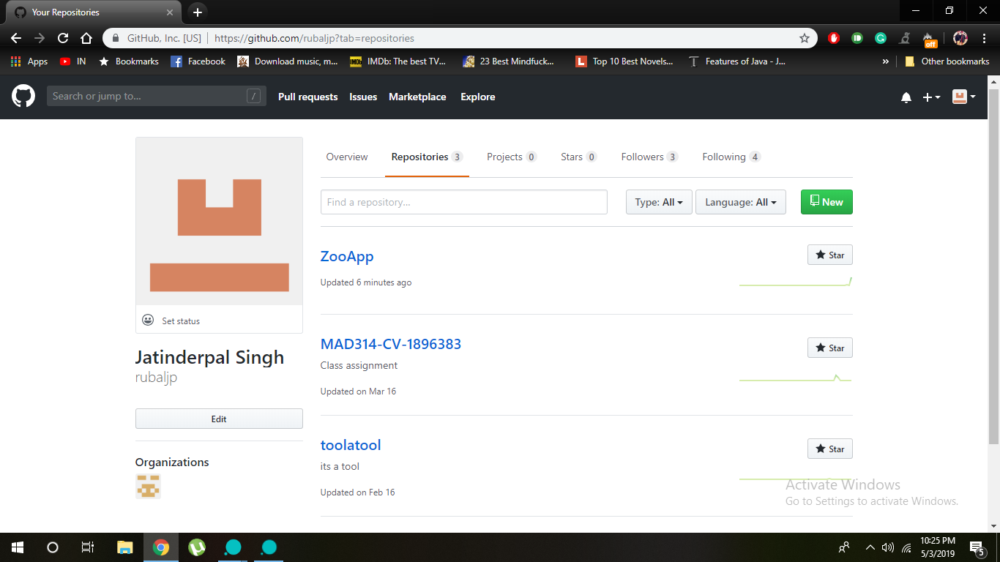 Your Repositories
GitHub, Inc. [US] https://github.com/rubaljp?tab=repositories
off
Apps IN Bookmarks Facebook Download music, m... IMDb: The best TV... 23 Best Mindfuck... Top 10 Best Novels... Features of Java - J... » Other bookmarks
Search or jump to... / Pull requests Issues Marketplace Explore
Overview Repositories 3 Projects 0 Stars 0 Followers 3 Following 4
Find a repository... Type: All Language: All New
ZooApp Star
Updated 6 minutes ago
Set status
MAD314-CV-1896383 Star
Class assignment
Updated on Mar 16
Jatinderpal Singh
rubaljp
Edit
toolatool Star
its a tool
Updated on Feb 16
Organizations
Activate Windows
Go to Settings to activate Windows.
10:25 PM
5/3/2019
5